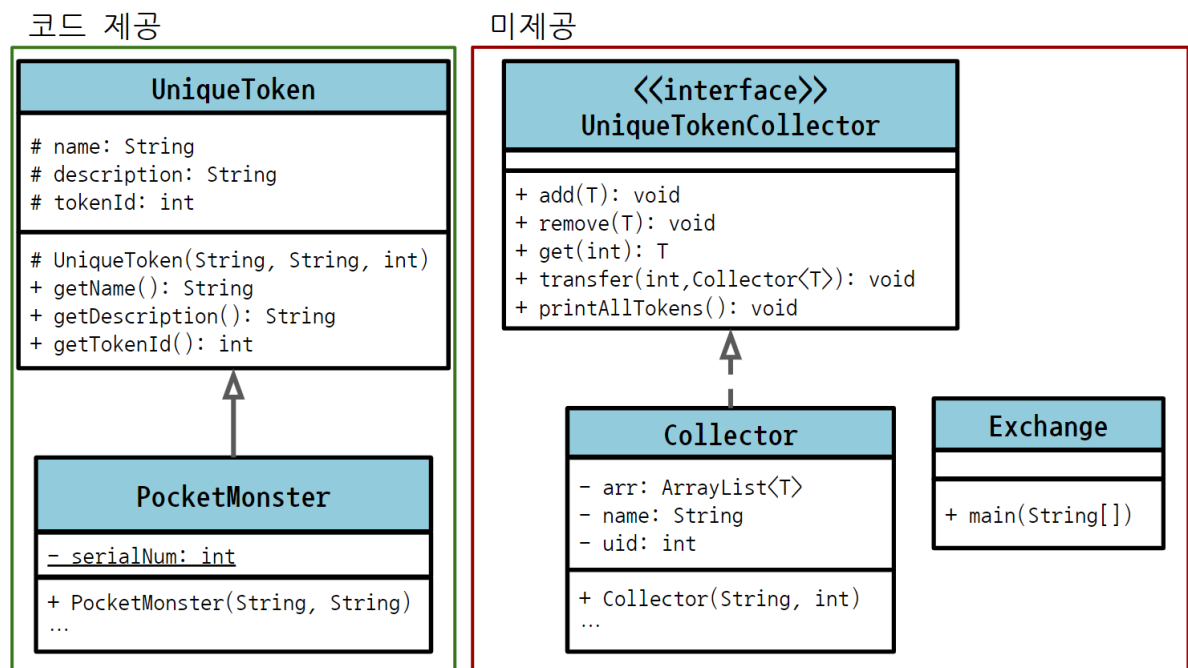 코드 제공
미제공
UniqueToken
# name: String
# description: String
# tokenId: int
# UniqueToken(String, String, int)
+ getName(): String
+ getDescription(): String
+ getTokenId(): int
PocketMonster
- serialNum: int
+ PocketMonster(String, String)
…
<<interface>>
UniqueTokenCollector
+ add(T): void
+ remove(T): void
+ get(int): T
+ transfer(int,Collector<T>): void
+ printAllTokens(): void
Collector
- arr: ArrayList<T>
- name: String
- uid: int
+ Collector(String, int)
…
Exchange
+ main(String[])